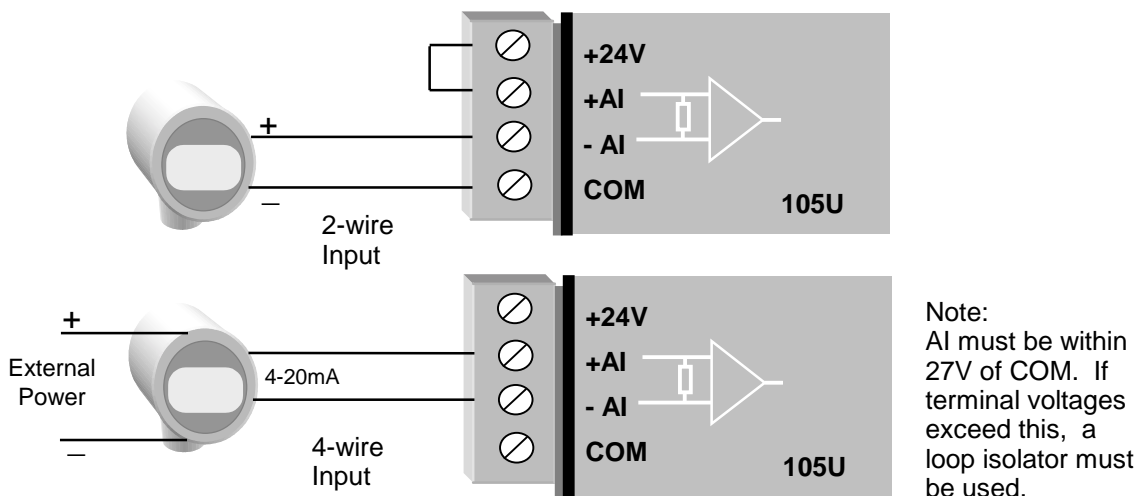 +24V
+AI
- AI
COM
105U
+
–
2-wire
Input
+24V
+AI
- AI
COM
105U
+
External
Power
–
4-20mA
4-wire
Input
Note:
AI must be within
27V of COM. If
terminal voltages
exceed this, a
loop isolator must
be used.